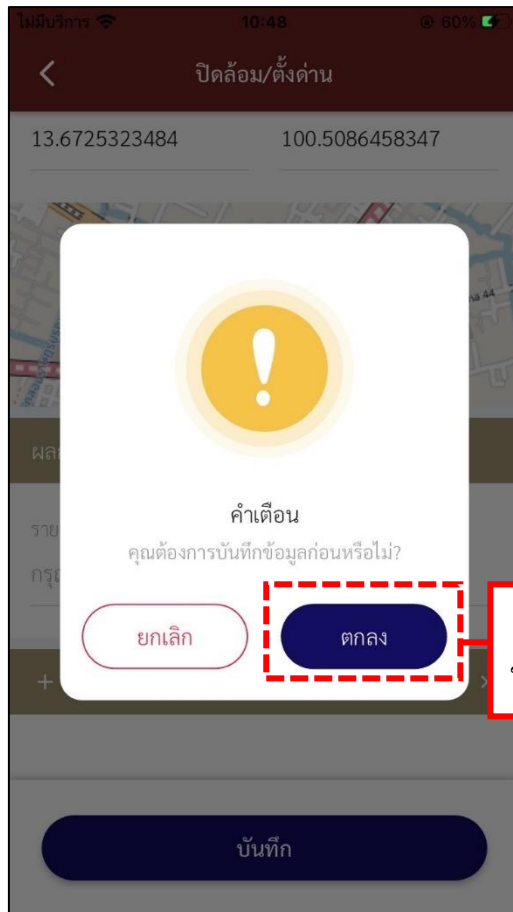 ไม่มีบริการ 10:48 60%
ปิดล้อม/ตั้งด่าน
13.6725323484 100.5086458347
คำเตือน
คุณต้องการบันทึกข้อมูลก่อนหรือไม่?
ยกเลิก ตกลง
+
บันทึก